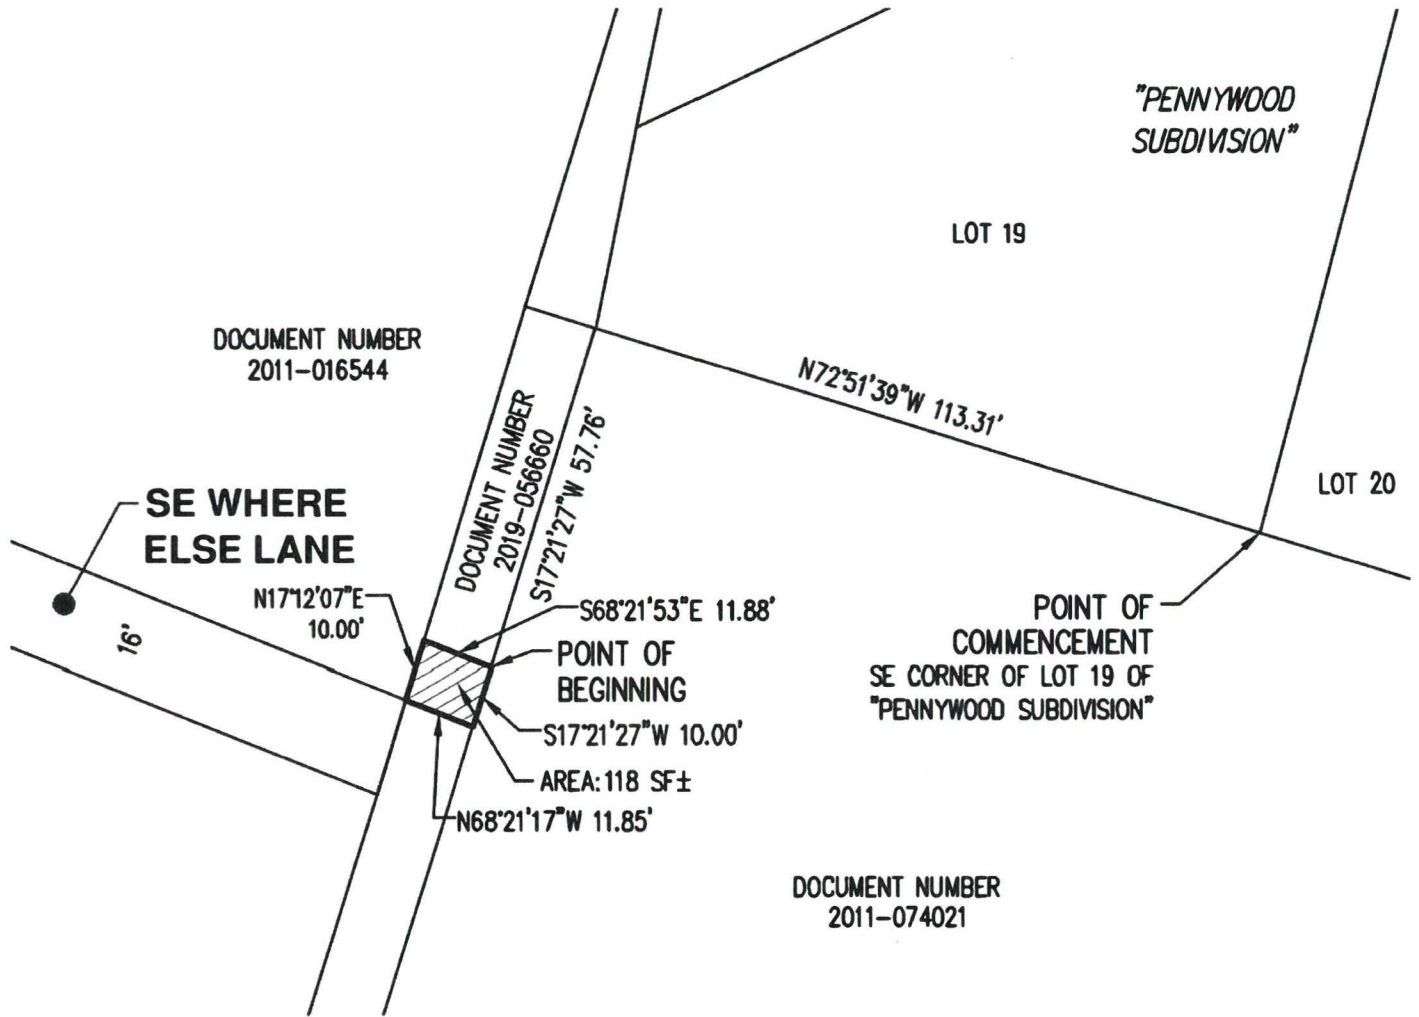 "PENNYWOOD
SUBDIVISION"
LOT 19
DOCUMENT NUMBER
2011-016544
N72°51'39"W 113.31'
DOCUMENT NUMBER
2019-056660
S17°21'27"W 57.76'
LOT 20
SE WHERE
ELSE LANE
16'
N17°12'07"E
10.00'
S68°21'53"E 11.88'
POINT OF
BEGINNING
S17°21'27"W 10.00'
AREA: 118 SF±
N68°21'17"W 11.85'
POINT OF
COMMENCEMENT
SE CORNER OF LOT 19 OF
"PENNYWOOD SUBDIVISION"
DOCUMENT NUMBER
2011-074021